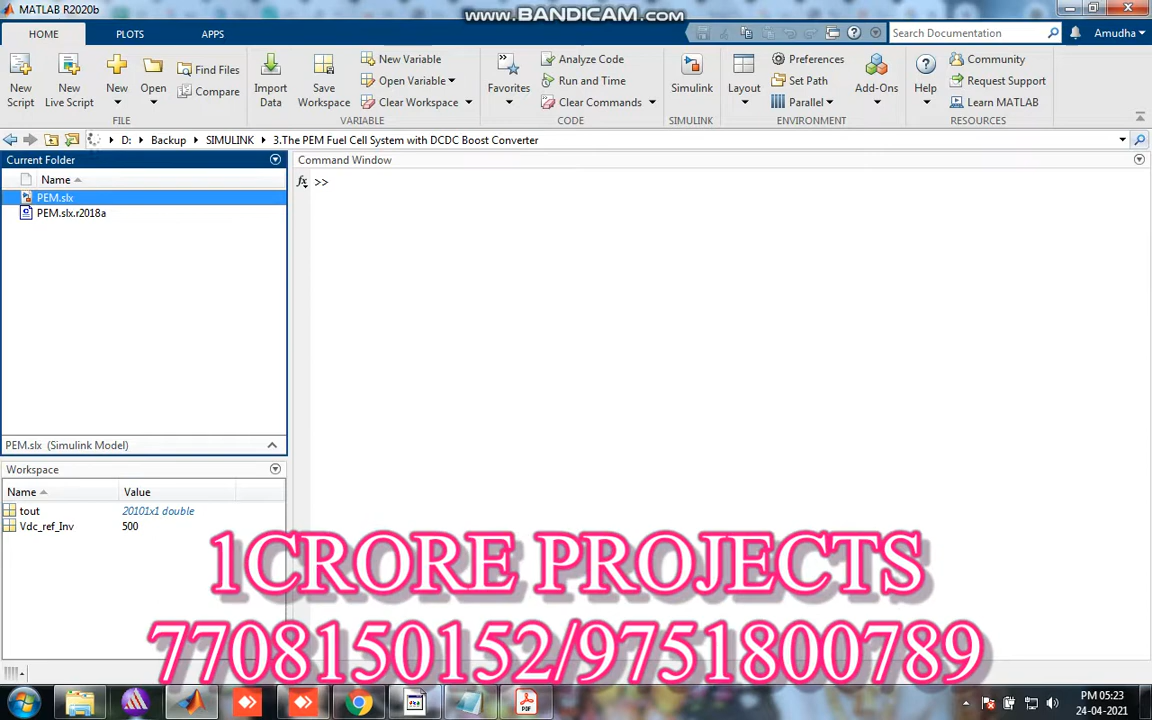 MATLAB R2020b
www.BANDICAM.com
HOME PLOTS APPS
Search Documentation
Amudha
New Script
New Live Script
New
Open
Find Files
Compare
Import Data
Save Workspace
New Variable
Open Variable
Clear Workspace
Favorites
Analyze Code
Run and Time
Clear Commands
Simulink
Layout
Preferences
Set Path
Parallel
Add-Ons
Help
Community
Request Support
Learn MATLAB
FILE VARIABLE CODE SIMULINK ENVIRONMENT RESOURCES
D: Backup SIMULINK 3.The PEM Fuel Cell System with DCDC Boost Converter
Current Folder
Name
PEM.slx
PEM.slx.r2018a
PEM.slx (Simulink Model)
Workspace
Name Value
tout 20101x1 double
Vdc_ref_Inv 500
Command Window
fx >>
1CRORE PROJECTS
7708150152/9751800789
PDF
PM 05:23
24-04-2021